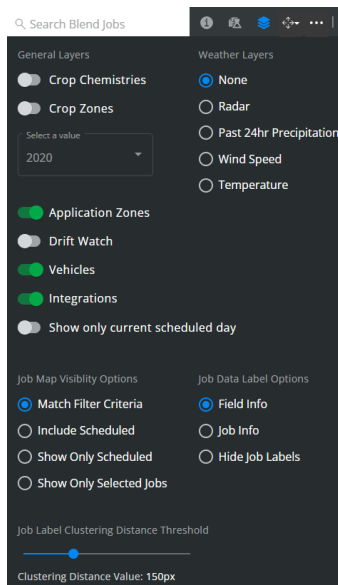 Search Blend Jobs
General Layers
Crop Chemistries
Crop Zones
Select a value
2020
Application Zones
Drift Watch
Vehicles
Integrations
Show only current scheduled day
Weather Layers
None
Radar
Past 24hr Precipitation
Wind Speed
Temperature
Job Map Visiblity Options
Match Filter Criteria
Include Scheduled
Show Only Scheduled
Show Only Selected Jobs
Job Data Label Options
Field Info
Job Info
Hide Job Labels
Job Label Clustering Distance Threshold
Clustering Distance Value: 150px